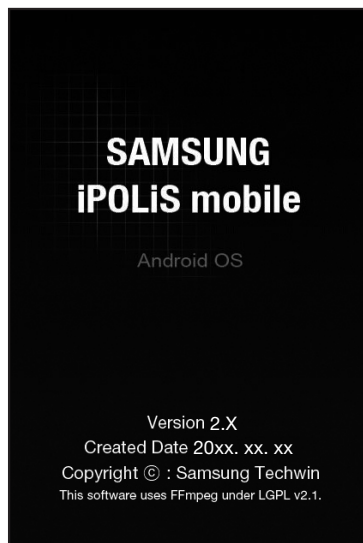 SAMSUNG
iPOLiS mobile
Android OS
Version 2.X
Created Date 20xx. xx. xx
Copyright ⓒ : Samsung Techwin
This software uses FFmpeg under LGPL v2.1.